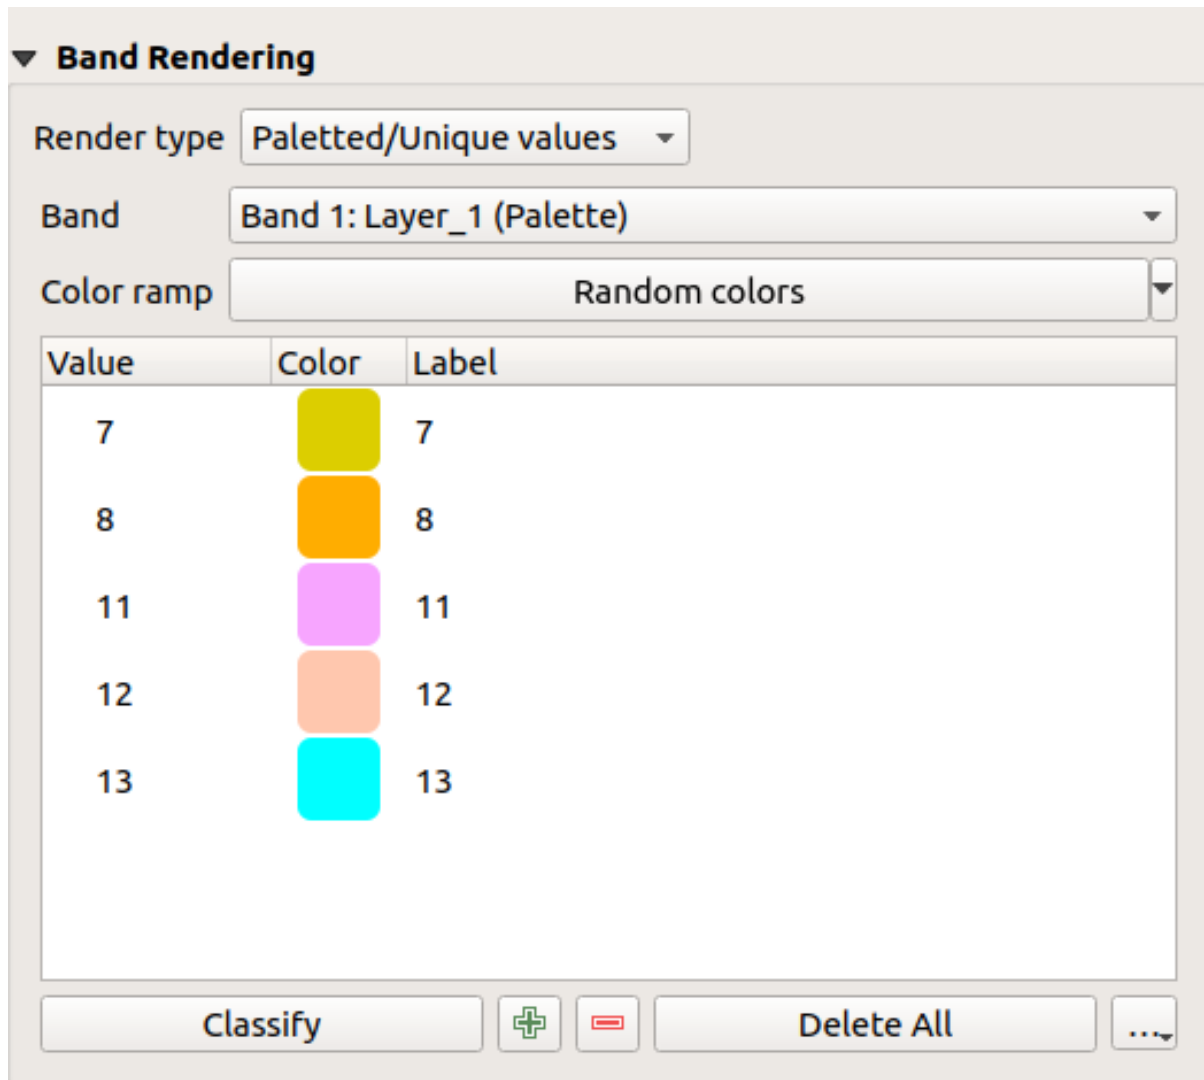 Band Rendering
Render type Paletted/Unique values
Band Band 1: Layer_1 (Palette)
Color ramp Random colors
Value Color Label
7 7
8 8
11 11
12 12
13 13
Classify Delete All ...